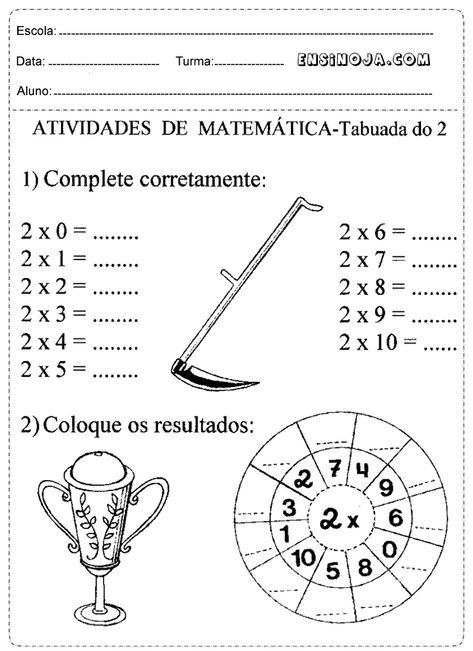 Escola:
Data: Turma: ENSINOJA.COM
Aluno:
ATIVIDADES DE MATEMÁTICA-Tabuada do 2
1) Complete corretamente:
2 x 0 = ........
2 x 1 = ........
2 x 2 = ........
2 x 3 = ........
2 x 4 = ........
2 x 5 = ........
2 x 6 = ........
2 x 7 = ........
2 x 8 = ........
2 x 9 = ........
2 x 10 = ......
2) Coloque os resultados:
2 x
2
7
4
9
6
0
8
5
10
1
3